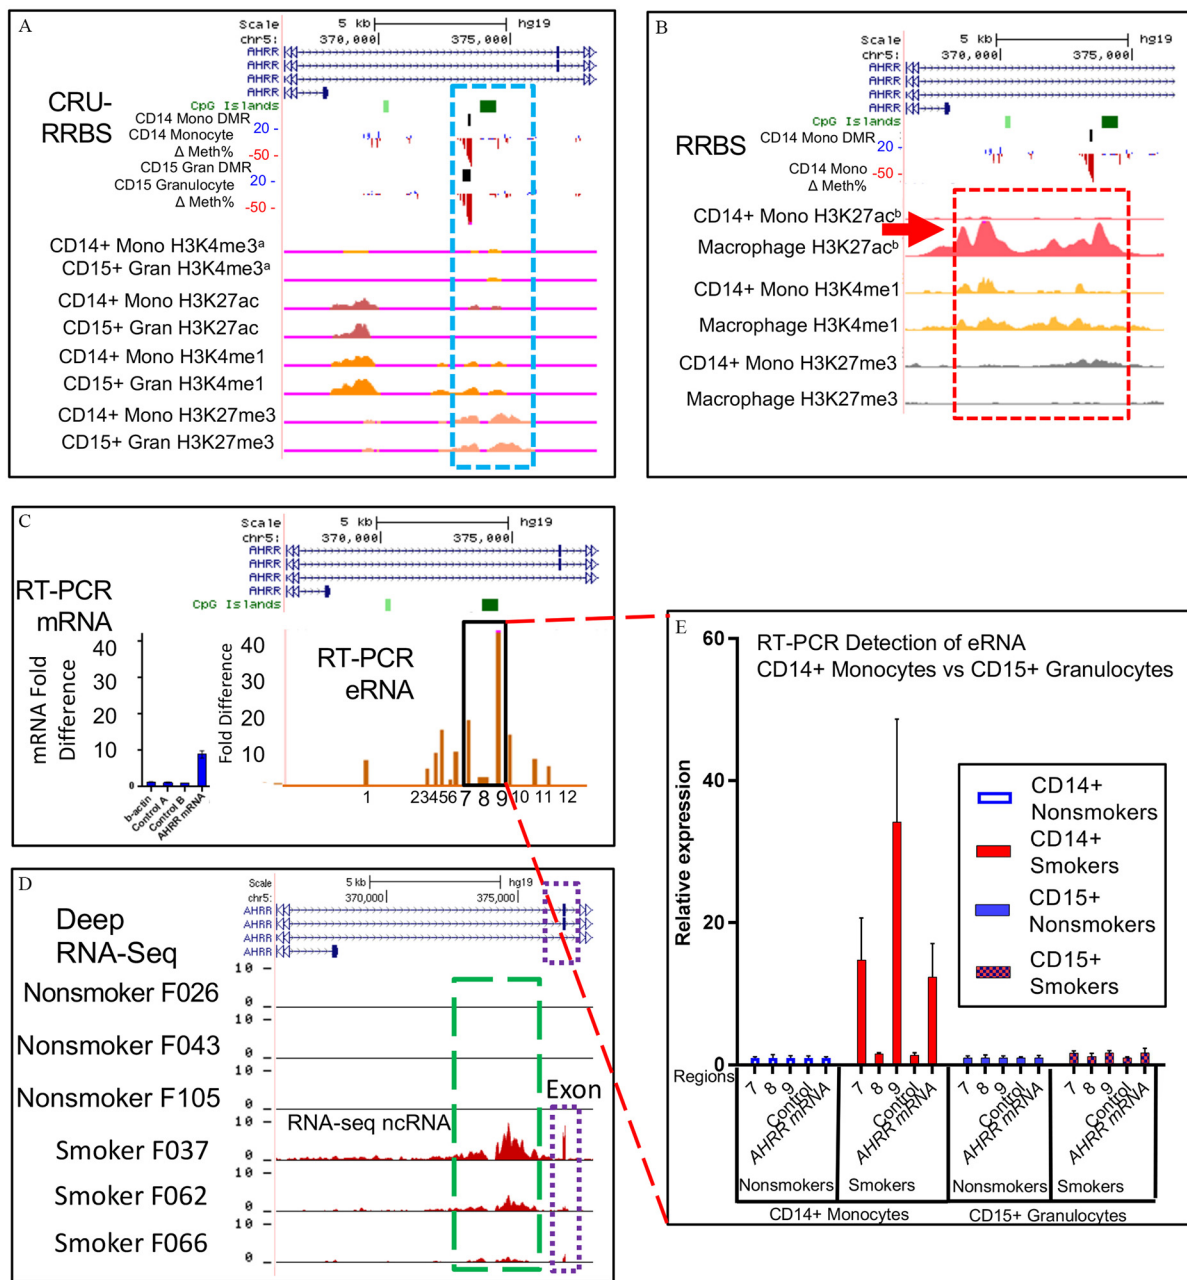 A
Scale 5 kb hg19
chr5: 370,000 375,000
AHRR
AHRR
AHRR
AHRR
CpG Islands
CRU-
RRBS
CD14 Mono DMR
CD14 Monocyte 20 -
Δ Meth% -50 -
CD15 Gran DMR
CD15 Granulocyte 20 -
Δ Meth% -50 -
CD14+ Mono H3K4me3ᵃ
CD15+ Gran H3K4me3ᵃ
CD14+ Mono H3K27ac
CD15+ Gran H3K27ac
CD14+ Mono H3K4me1
CD15+ Gran H3K4me1
CD14+ Mono H3K27me3
CD15+ Gran H3K27me3
B
Scale 5 kb hg19
chr5: 370,000 375,000
AHRR
AHRR
AHRR
AHRR
CpG Islands
RRBS
CD14 Mono DMR 20 -
CD14 Mono -50 -
Δ Meth%
CD14+ Mono H3K27acᵇ
Macrophage H3K27acᵇ
CD14+ Mono H3K4me1
Macrophage H3K4me1
CD14+ Mono H3K27me3
Macrophage H3K27me3
C
Scale 5 kb hg19
chr5: 370,000 375,000
AHRR
AHRR
AHRR
AHRR
CpG Islands
RT-PCR
mRNA
mRNA Fold
Difference
40
30
20
10
0
b-actin
Control A
Control B
AHRR mRNA
Fold Difference
40
30
20
10
RT-PCR
eRNA
1 2 3 4 5 6 7 8 9 10 11 12
D
Scale 5 kb hg19
chr5: 370,000 375,000
AHRR
AHRR
AHRR
AHRR
Deep
RNA-Seq
10
Nonsmoker F026
0
10
Nonsmoker F043
0
10
Nonsmoker F105
0
Exon
10
RNA-seq ncRNA
Smoker F037
0
10
Smoker F062
0
10
Smoker F066
0
E
RT-PCR Detection of eRNA
CD14+ Monocytes vs CD15+ Granulocytes
Relative expression
60
40
20
0
CD14+
Nonsmokers
CD14+
Smokers
CD15+
Nonsmokers
CD15+
Smokers
Regions
7 8 9 Control AHRR mRNA
7 8 9 Control AHRR mRNA
7 8 9 Control AHRR mRNA
7 8 9 Control AHRR mRNA
Nonsmokers Smokers Nonsmokers Smokers
CD14+ Monocytes CD15+ Granulocytes